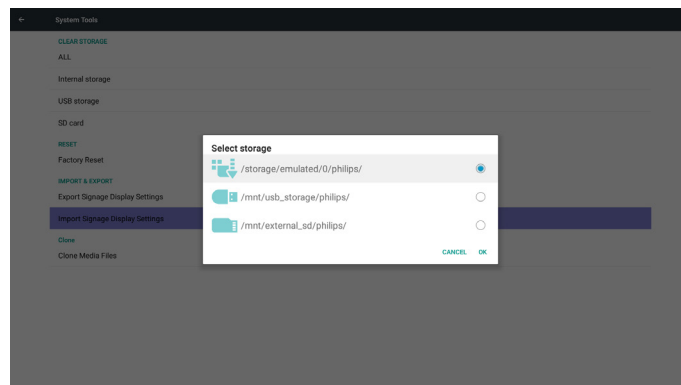 System Tools
CLEAR STORAGE
ALL
Internal storage
USB storage
SD card
RESET
Factory Reset
IMPORT & EXPORT
Export Signage Display Settings
Import Signage Display Settings
Clone
Clone Media Files
Select storage
/storage/emulated/0/philips/
/mnt/usb_storage/philips/
/mnt/external_sd/philips/
CANCEL OK